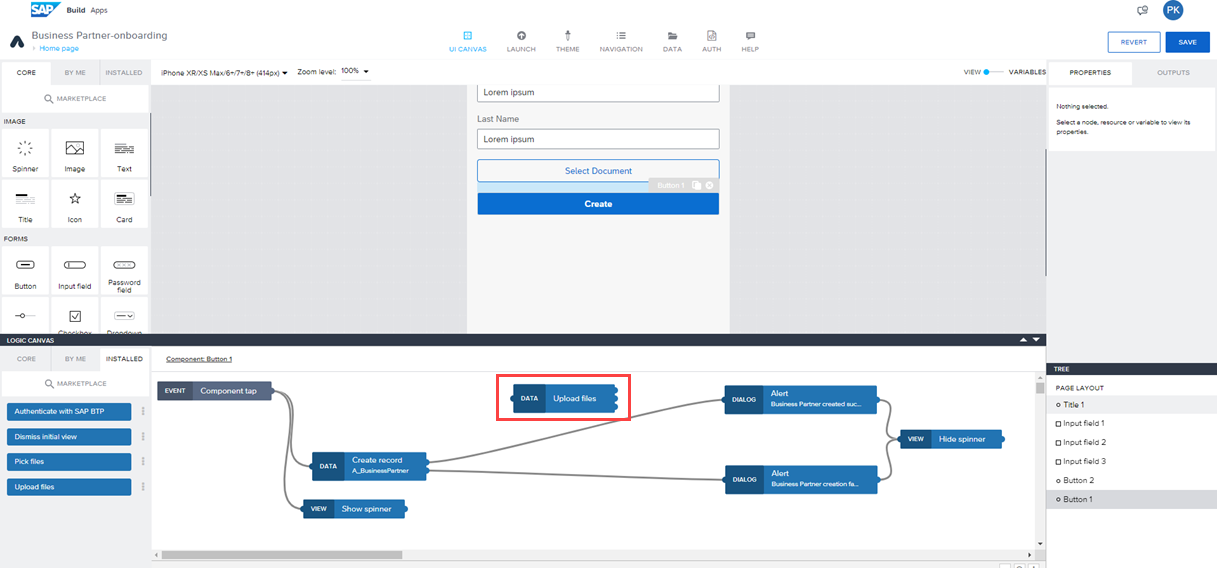 SAP Build Apps
PK
Business Partner-onboarding
› Home page
UI CANVAS
LAUNCH
THEME
NAVIGATION
DATA
AUTH
HELP
REVERT
SAVE
CORE
BY ME
INSTALLED
iPhone XR/XS Max/6+/7+/8+ (414px)
Zoom level: 100%
VIEW
VARIABLES
PROPERTIES
OUTPUTS
MARKETPLACE
IMAGE
Spinner
Image
Text
Title
Icon
Card
FORMS
Button
Input field
Password
field
Checkbox
Dropdown
Lorem ipsum
Last Name
Lorem ipsum
Select Document
Button 1
Create
Nothing selected.
Select a node, resource or variable to view its
properties.
LOGIC CANVAS
CORE
BY ME
INSTALLED
MARKETPLACE
Authenticate with SAP BTP
Dismiss initial view
Pick files
Upload files
Component: Button 1
EVENT Component tap
DATA Upload files
DIALOG Alert
Business Partner created suc...
VIEW Hide spinner
DATA Create record
A_BusinessPartner
DIALOG Alert
Business Partner creation fa...
VIEW Show spinner
TREE
PAGE LAYOUT
Title 1
Input field 1
Input field 2
Input field 3
Button 2
Button 1